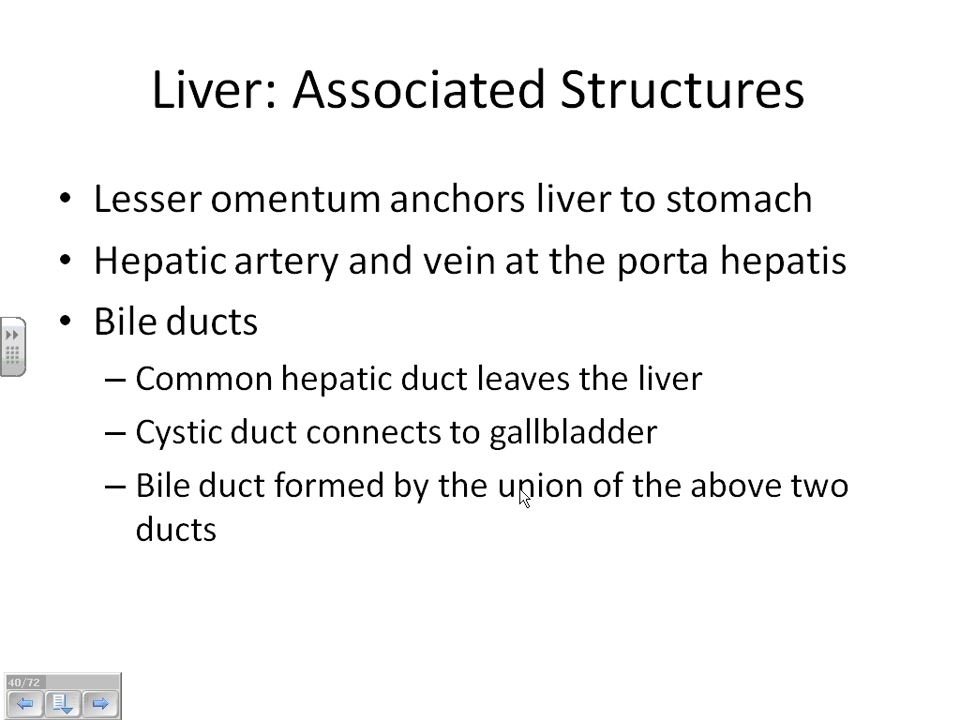 Liver: Associated Structures
• Lesser omentum anchors liver to stomach
• Hepatic artery and vein at the porta hepatis
• Bile ducts
– Common hepatic duct leaves the liver
– Cystic duct connects to gallbladder
– Bile duct formed by the union of the above two
ducts
40/72